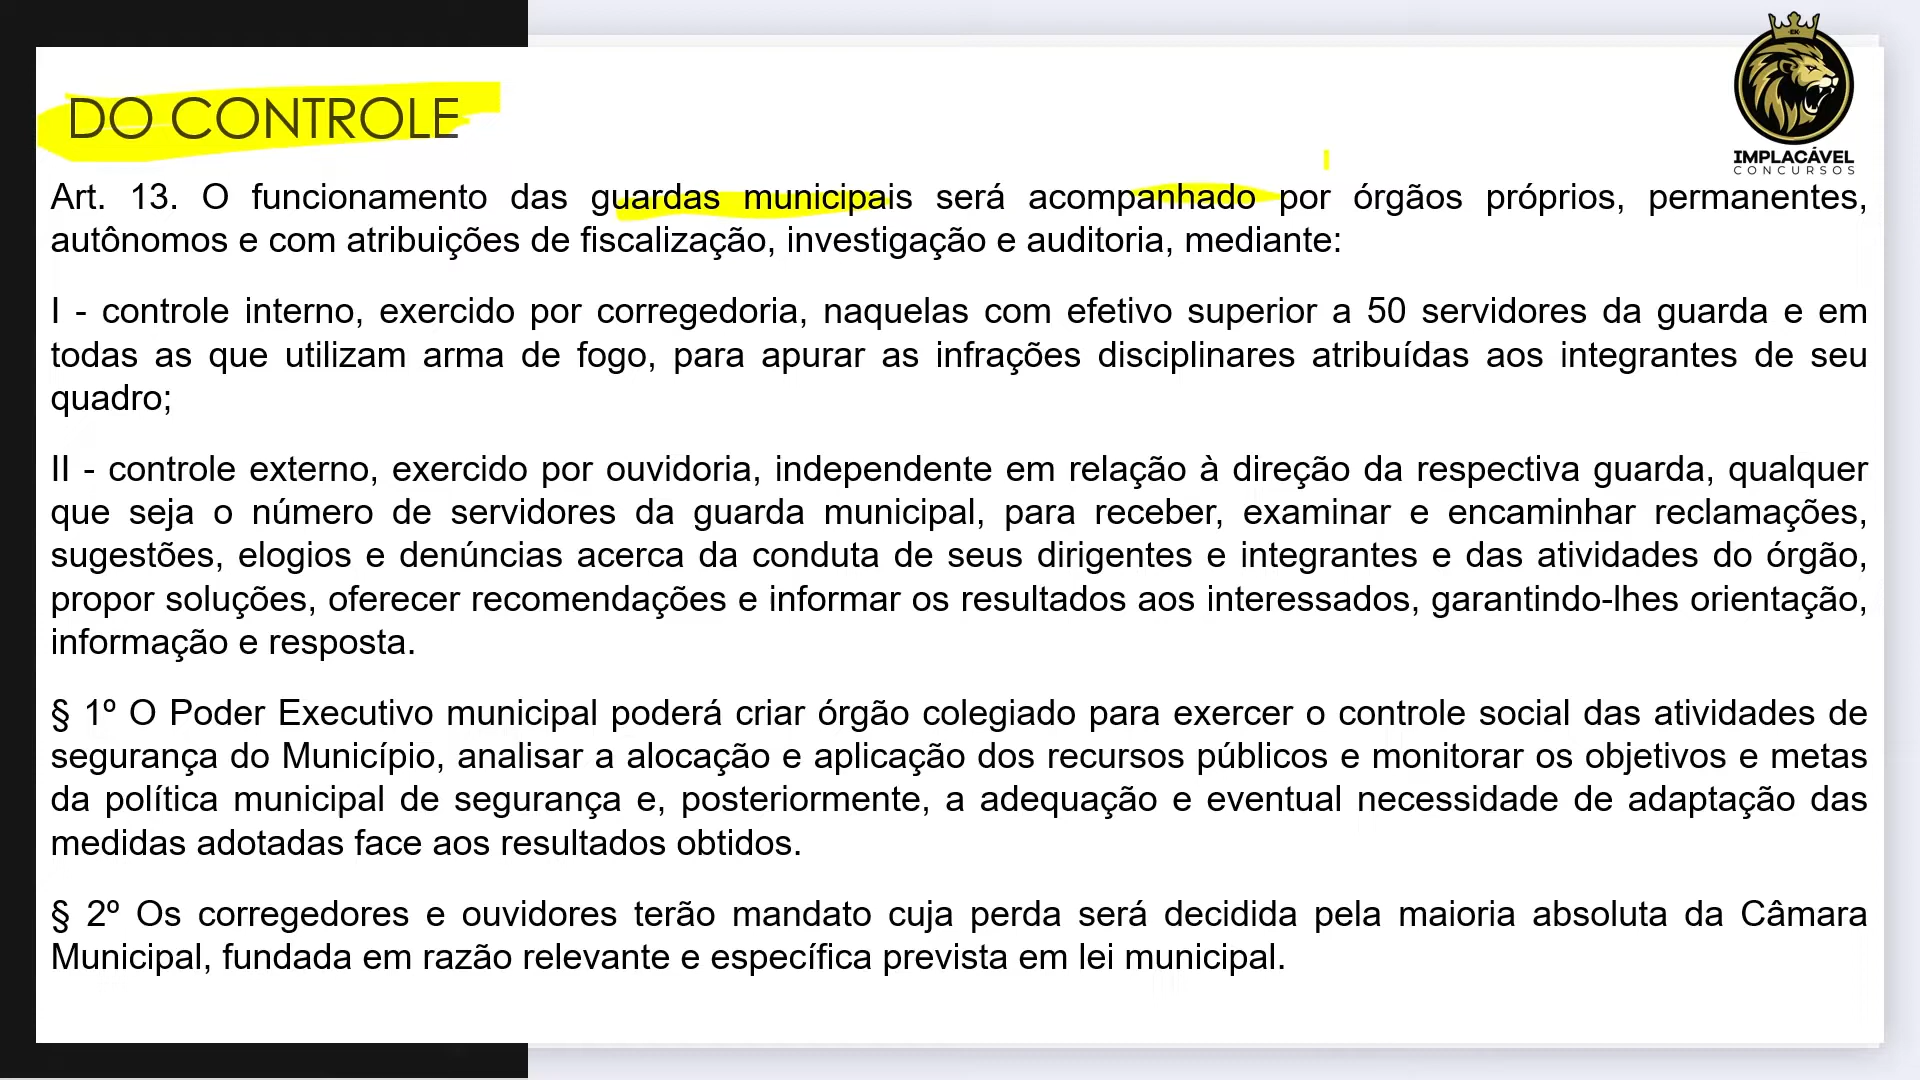 DO CONTROLE
IMPLACÁVEL
CONCURSOS
Art. 13. O funcionamento das guardas municipais será acompanhado por órgãos próprios, permanentes,
autônomos e com atribuições de fiscalização, investigação e auditoria, mediante:
I - controle interno, exercido por corregedoria, naquelas com efetivo superior a 50 servidores da guarda e em
todas as que utilizam arma de fogo, para apurar as infrações disciplinares atribuídas aos integrantes de seu
quadro;
II - controle externo, exercido por ouvidoria, independente em relação à direção da respectiva guarda, qualquer
que seja o número de servidores da guarda municipal, para receber, examinar e encaminhar reclamações,
sugestões, elogios e denúncias acerca da conduta de seus dirigentes e integrantes e das atividades do órgão,
propor soluções, oferecer recomendações e informar os resultados aos interessados, garantindo-lhes orientação,
informação e resposta.
§ 1º O Poder Executivo municipal poderá criar órgão colegiado para exercer o controle social das atividades de
segurança do Município, analisar a alocação e aplicação dos recursos públicos e monitorar os objetivos e metas
da política municipal de segurança e, posteriormente, a adequação e eventual necessidade de adaptação das
medidas adotadas face aos resultados obtidos.
§ 2º Os corregedores e ouvidores terão mandato cuja perda será decidida pela maioria absoluta da Câmara
Municipal, fundada em razão relevante e específica prevista em lei municipal.